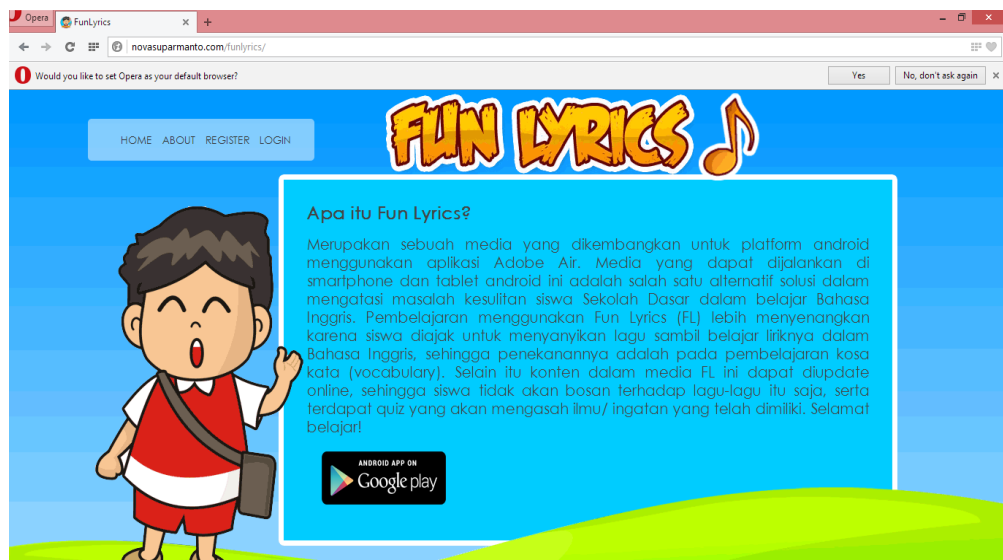 Opera
FunLyrics
novasuparmanto.com/funlyrics/
Would you like to set Opera as your default browser?
Yes
No, don't ask again
HOME ABOUT REGISTER LOGIN
FUN LYRICS
Apa itu Fun Lyrics?
Merupakan sebuah media yang dikembangkan untuk platform android
menggunakan aplikasi Adobe Air. Media yang dapat dijalankan di
smartphone dan tablet android ini adalah salah satu alternatif solusi dalam
mengatasi masalah kesulitan siswa Sekolah Dasar dalam belajar Bahasa
Inggris. Pembelajaran menggunakan Fun Lyrics (FL) lebih menyenangkan
karena siswa diajak untuk menyanyikan lagu sambil belajar liriknya dalam
Bahasa Inggris, sehingga penekanannya adalah pada pembelajaran kosa
kata (vocabulary). Selain itu konten dalam media FL ini dapat diupdate
online, sehingga siswa tidak akan bosan terhadap lagu-lagu itu saja, serta
terdapat quiz yang akan mengasah ilmu/ ingatan yang telah dimiliki. Selamat
belajar!
ANDROID APP ON
Google play